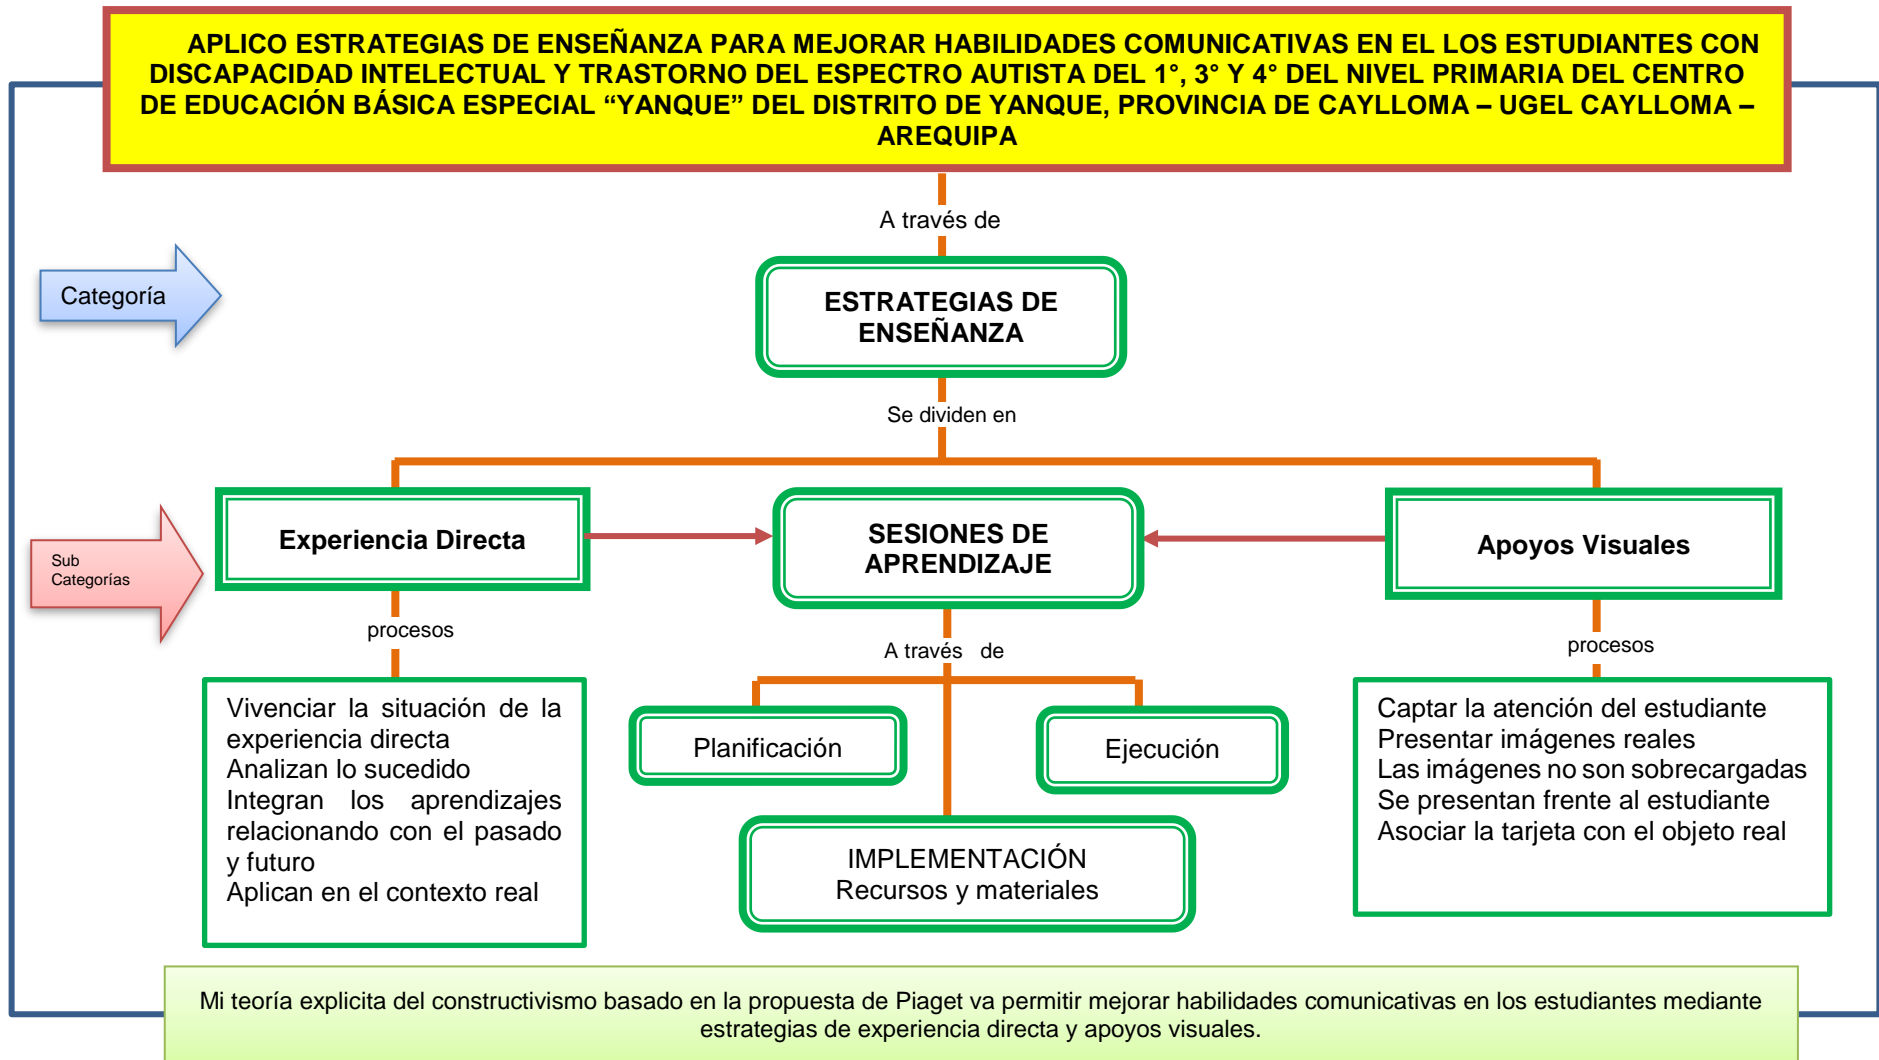 APLICO ESTRATEGIAS DE ENSEÑANZA PARA MEJORAR HABILIDADES COMUNICATIVAS EN EL LOS ESTUDIANTES CON
DISCAPACIDAD INTELECTUAL Y TRASTORNO DEL ESPECTRO AUTISTA DEL 1°, 3° Y 4° DEL NIVEL PRIMARIA DEL CENTRO
DE EDUCACIÓN BÁSICA ESPECIAL “YANQUE” DEL DISTRITO DE YANQUE, PROVINCIA DE CAYLLOMA – UGEL CAYLLOMA –
AREQUIPA
A través de
Categoría
ESTRATEGIAS DE
ENSEÑANZA
Se dividen en
Sub
Categorías
Experiencia Directa
SESIONES DE
APRENDIZAJE
Apoyos Visuales
procesos
A través de
procesos
Vivenciar la situación de la
experiencia directa
Analizan lo sucedido
Integran los aprendizajes
relacionando con el pasado
y futuro
Aplican en el contexto real
Planificación
Ejecución
IMPLEMENTACIÓN
Recursos y materiales
Captar la atención del estudiante
Presentar imágenes reales
Las imágenes no son sobrecargadas
Se presentan frente al estudiante
Asociar la tarjeta con el objeto real
Mi teoría explicita del constructivismo basado en la propuesta de Piaget va permitir mejorar habilidades comunicativas en los estudiantes mediante
estrategias de experiencia directa y apoyos visuales.